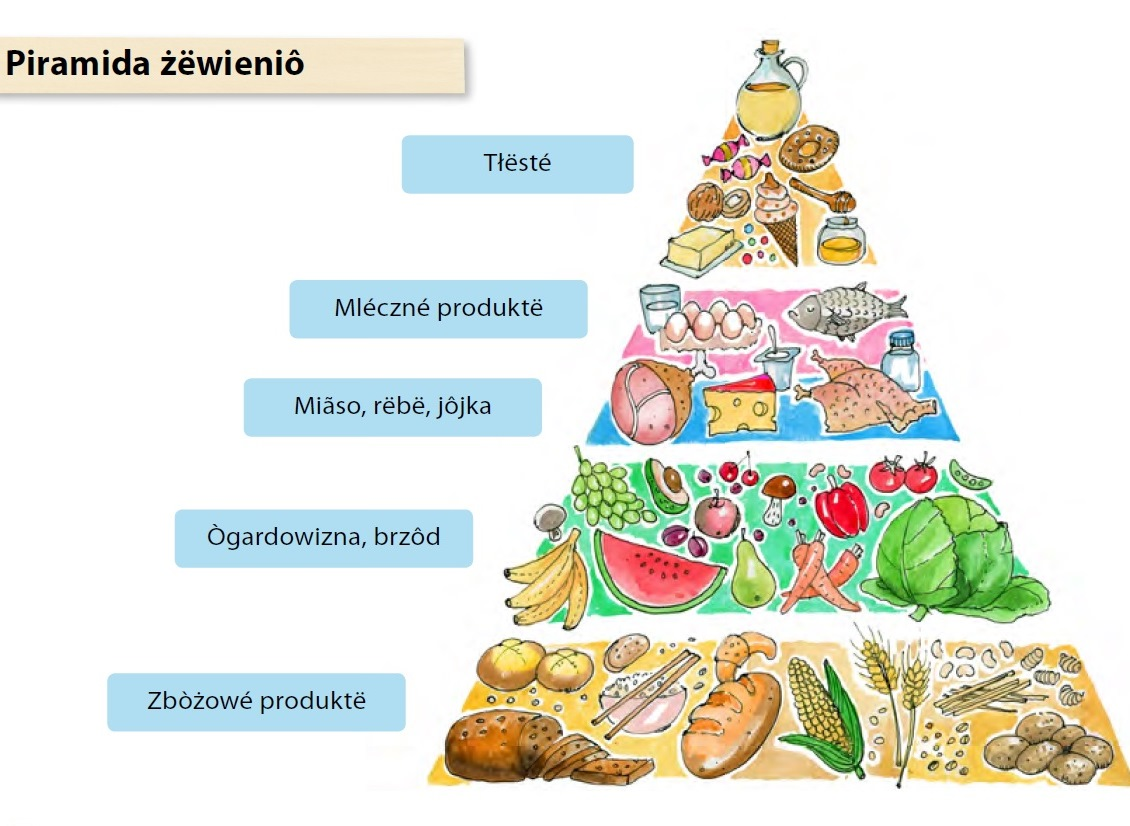 Piramida żëwieniô
Tłësté
Mléczné produktë
Miãso, rëbë, jôjka
Ògardowizna, brzôd
Zbòżowé produktë